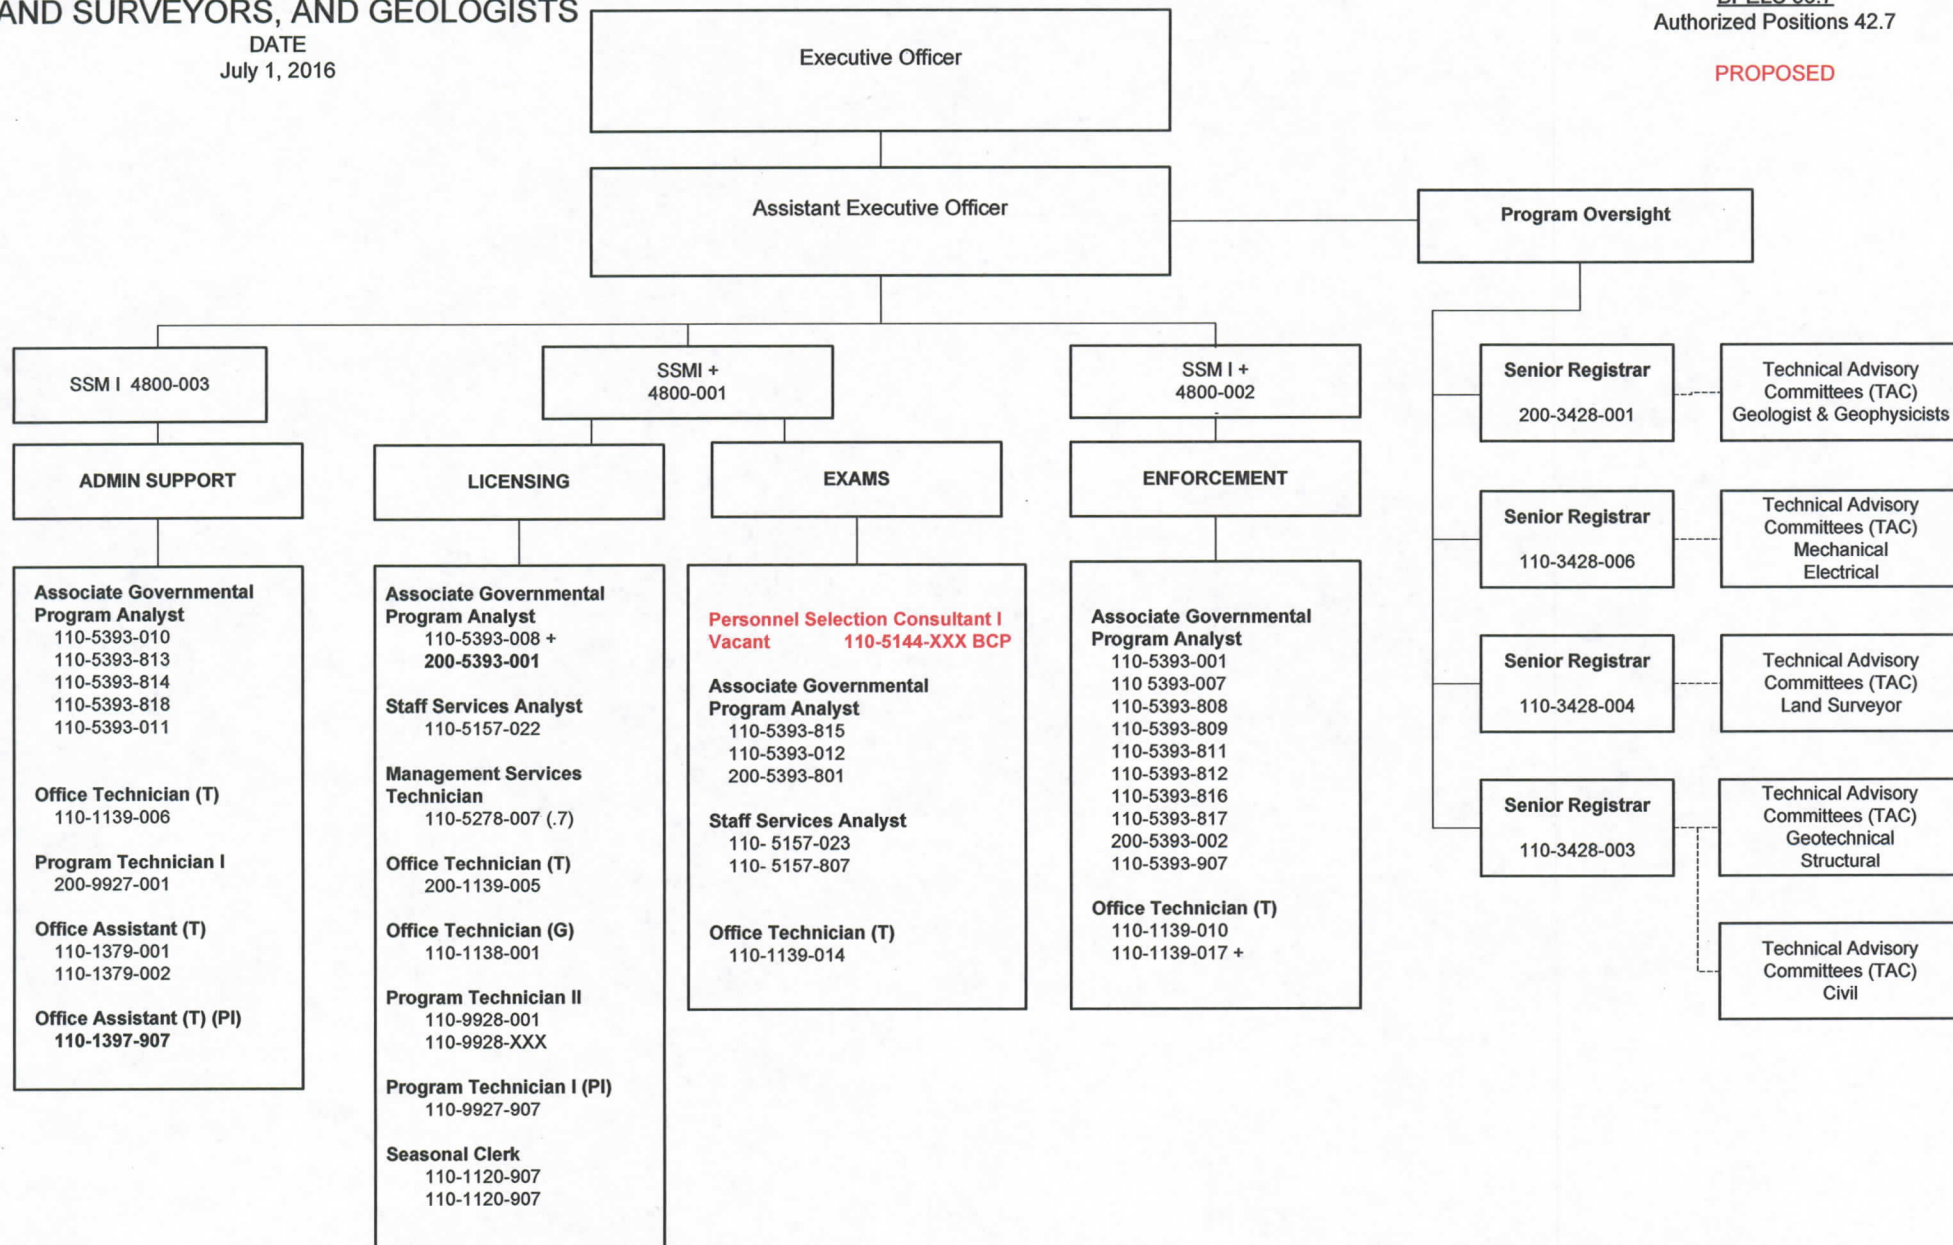 AND SURVEYORS, AND GEOLOGISTS
DATE
July 1, 2016
Authorized Positions 42.7
PROPOSED
Executive Officer
Assistant Executive Officer
Program Oversight
SSM I 4800-003
SSMI +
4800-001
SSM I +
4800-002
ADMIN SUPPORT
LICENSING
EXAMS
ENFORCEMENT
Associate Governmental
Program Analyst
110-5393-010
110-5393-813
110-5393-814
110-5393-818
110-5393-011
Office Technician (T)
110-1139-006
Program Technician I
200-9927-001
Office Assistant (T)
110-1379-001
110-1379-002
Office Assistant (T) (PI)
110-1397-907
Associate Governmental
Program Analyst
110-5393-008 +
200-5393-001
Staff Services Analyst
110-5157-022
Management Services
Technician
110-5278-007 (.7)
Office Technician (T)
200-1139-005
Office Technician (G)
110-1138-001
Program Technician II
110-9928-001
110-9928-XXX
Program Technician I (PI)
110-9927-907
Seasonal Clerk
110-1120-907
110-1120-907
Personnel Selection Consultant I
Vacant 110-5144-XXX BCP
Associate Governmental
Program Analyst
110-5393-815
110-5393-012
200-5393-801
Staff Services Analyst
110- 5157-023
110- 5157-807
Office Technician (T)
110-1139-014
Associate Governmental
Program Analyst
110-5393-001
110 5393-007
110-5393-808
110-5393-809
110-5393-811
110-5393-812
110-5393-816
110-5393-817
200-5393-002
110-5393-907
Office Technician (T)
110-1139-010
110-1139-017 +
Senior Registrar
200-3428-001
Technical Advisory
Committees (TAC)
Geologist & Geophysicists
Senior Registrar
110-3428-006
Technical Advisory
Committees (TAC)
Mechanical
Electrical
Senior Registrar
110-3428-004
Technical Advisory
Committees (TAC)
Land Surveyor
Senior Registrar
110-3428-003
Technical Advisory
Committees (TAC)
Geotechnical
Structural
Technical Advisory
Committees (TAC)
Civil